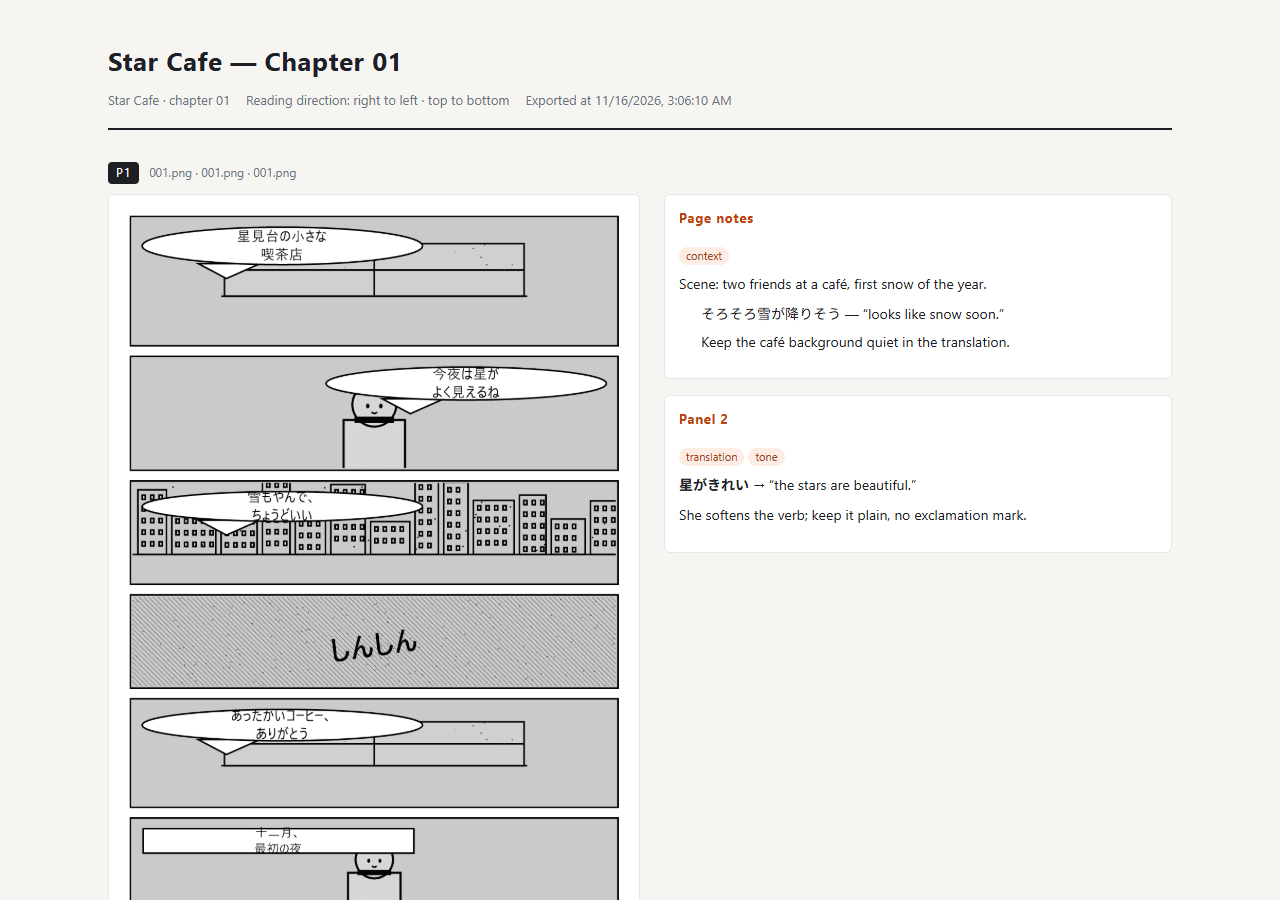 Star Cafe — Chapter 01
Star Cafe · chapter 01 Reading direction: right to left · top to bottom Exported at 11/16/2026, 3:06:10 AM
P1 001.png · 001.png · 001.png
星見台の小さな
喫茶店
今夜は星が
よく見えるね
雪もやんで、
ちょうどいい
しんしん
あったかいコーヒー、
ありがとう
十二月、
最初の夜
Page notes
context
Scene: two friends at a café, first snow of the year.
そろそろ雪が降りそう — “looks like snow soon.”
Keep the café background quiet in the translation.
Panel 2
translation tone
星がきれい → “the stars are beautiful.”
She softens the verb; keep it plain, no exclamation mark.